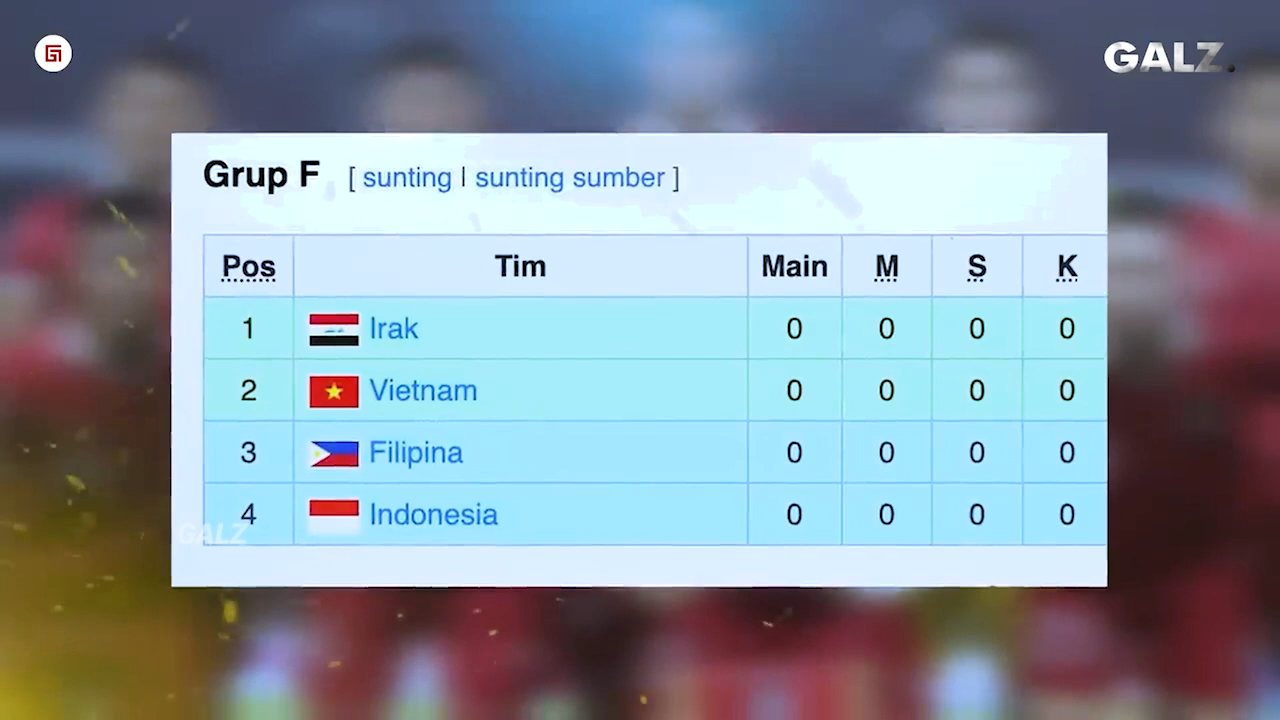 GALZ.
Grup F [ sunting | sunting sumber ]
Pos Tim Main M S K
1 Irak 0 0 0 0
2 Vietnam 0 0 0 0
3 Filipina 0 0 0 0
4 Indonesia 0 0 0 0
GALZ